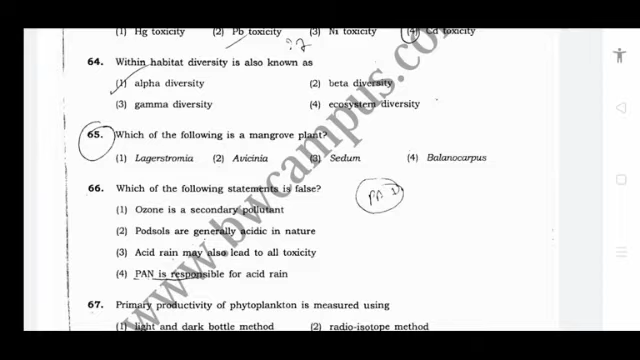 (1) Hg toxicity (2) Pb toxicity (3) Ni toxicity (4) Cd toxicity
64. Within habitat diversity is also known as
(1) alpha diversity (2) beta diversity
(3) gamma diversity (4) ecosystem diversity
65. Which of the following is a mangrove plant?
(1) Lagerstromia (2) Avicinia (3) Sedum (4) Balanocarpus
66. Which of the following statements is false?
(1) Ozone is a secondary pollutant
(2) Podsols are generally acidic in nature
(3) Acid rain may also lead to all toxicity
(4) PAN is responsible for acid rain
67. Primary productivity of phytoplankton is measured using
(1) light and dark bottle method (2) radio-isotope method
www.bwcampus.com